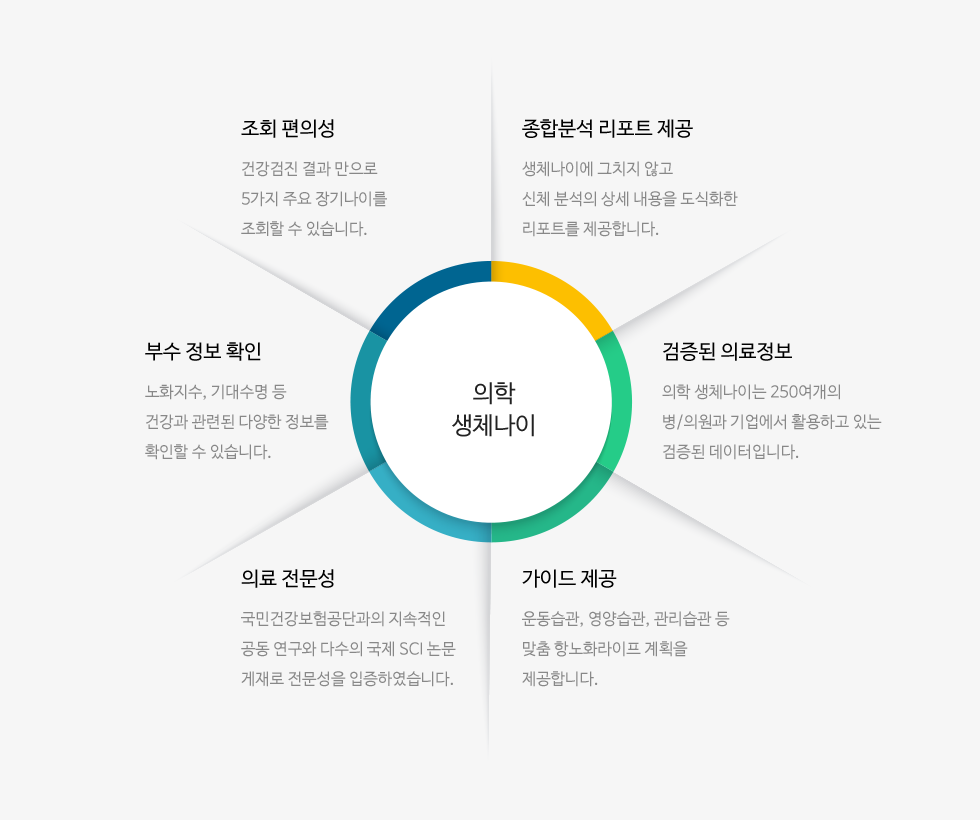 조회 편의성
건강검진 결과 만으로
5가지 주요 장기나이를
조회할 수 있습니다.
종합분석 리포트 제공
생체나이에 그치지 않고
신체 분석의 상세 내용을 도식화한
리포트를 제공합니다.
부수 정보 확인
노화지수, 기대수명 등
건강과 관련된 다양한 정보를
확인할 수 있습니다.
의학
생체나이
검증된 의료정보
의학 생체나이는 250여개의
병/의원과 기업에서 활용하고 있는
검증된 데이터입니다.
의료 전문성
국민건강보험공단과의 지속적인
공동 연구와 다수의 국제 SCI 논문
게재로 전문성을 입증하였습니다.
가이드 제공
운동습관, 영양습관, 관리습관 등
맞춤 항노화라이프 계획을
제공합니다.